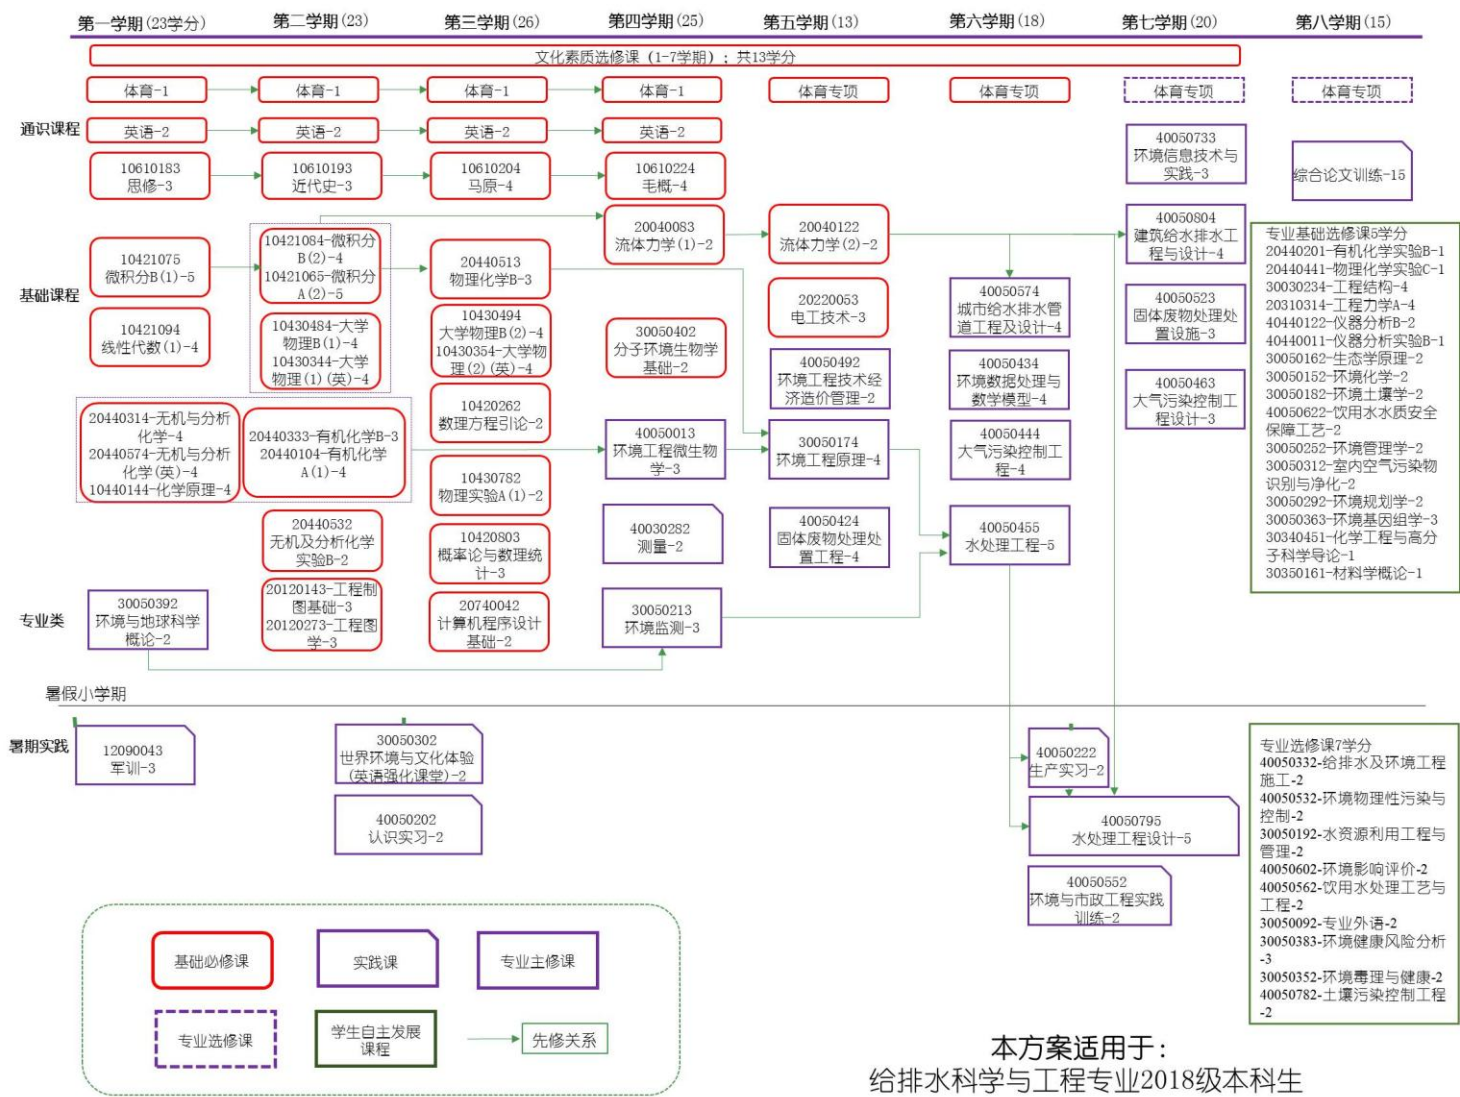 第一学期(23学分)
第二学期(23)
第三学期(26)
第四学期(25)
第五学期(13)
第六学期(18)
第七学期(20)
第八学期(15)
文化素质选修课（1-7学期）；共13学分
通识课程
体育-1
体育-1
体育-1
体育-1
体育专项
体育专项
体育专项
体育专项
英语-2
英语-2
英语-2
英语-2
10610183
思修-3
10610193
近代史-3
10610204
马原-4
10610224
毛概-4
40050733
环境信息技术与
实践-3
综合论文训练-15
基础课程
10421075
微积分B(1)-5
10421094
线性代数(1)-4
20440314-无机与分析
化学-4
20440574-无机与分析
化学(英)-4
10440144-化学原理-4
10421084-微积分
B(2)-4
10421065-微积分
A(2)-5
10430484-大学
物理B(1)-4
10430344-大学
物理(1)(英)-4
20440333-有机化学B-3
20440104-有机化学
A(1)-4
20440532
无机及分析化学
实验B-2
20120143-工程制
图基础-3
20120273-工程图
学-3
20440513
物理化学B-3
10430494
大学物理B(2)-4
10430354-大学物
理(2)(英)-4
10420262
数理方程引论-2
10430782
物理实验A(1)-2
10420803
概率论与数理统
计-3
20740042
计算机程序设计
基础-2
20040083
流体力学(1)-2
30050402
分子环境生物学
基础-2
40050013
环境工程微生物
学-3
40030282
测量-2
30050213
环境监测-3
20040122
流体力学(2)-2
20220053
电工技术-3
40050492
环境工程技术经
济造价管理-2
30050174
环境工程原理-4
40050424
固体废物处理处
置工程-4
40050574
城市给水排水管
道工程及设计-4
40050434
环境数据处理与
数学模型-4
40050444
大气污染控制工
程-4
40050455
水处理工程-5
40050804
建筑给水排水工
程与设计-4
40050523
固体废物处理处
置设施-3
40050463
大气污染控制工
程设计-3
专业基础选修课5学分
20440201-有机化学实验B-1
20440441-物理化学实验C-1
30030234-工程结构-4
20310314-工程力学A-4
40440122-仪器分析B-2
40440011-仪器分析实验B-1
30050162-生态学原理-2
30050152-环境化学-2
30050182-环境土壤学-2
40050622-饮用水水质安全
保障工艺-2
30050252-环境管理学-2
30050312-室内空气污染物
识别与净化-2
30050292-环境规划学-2
30050363-环境基因组学-3
30340451-化学工程与高分
子科学导论-1
30350161-材料学概论-1
专业类
30050392
环境与地球科学
概论-2
暑假小学期
暑期实践
12090043
军训-3
30050302
世界环境与文化体验
(英语强化课堂)-2
40050202
认识实习-2
40050222
生产实习-2
40050795
水处理工程设计-5
40050552
环境与市政工程实践
训练-2
专业选修课7学分
40050332-给排水及环境工程
施工-2
40050532-环境物理性污染与
控制-2
30050192-水资源利用工程与
管理-2
40050602-环境影响评价-2
40050562-饮用水处理工艺与
工程-2
30050092-专业外语-2
30050383-环境健康风险分析
-3
30050352-环境毒理与健康-2
40050782-土壤污染控制工程
-2
基础必修课
实践课
专业主修课
专业选修课
学生自主发展
课程
先修关系
本方案适用于：
给排水科学与工程专业2018级本科生